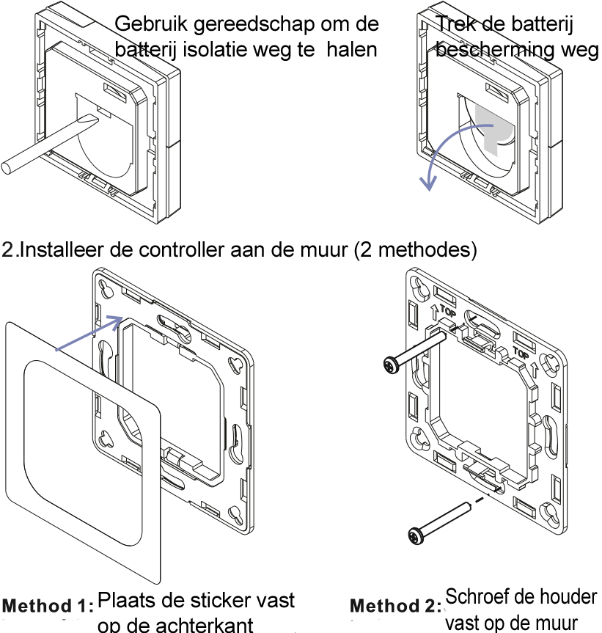 Gebruik gereedschap om de
batterij isolatie weg te halen
Trek de batterij
bescherming weg
2.Installeer de controller aan de muur (2 methodes)
TOP
TOP
Method 1: Plaats de sticker vast
op de achterkant
Method 2: Schroef de houder
vast op de muur